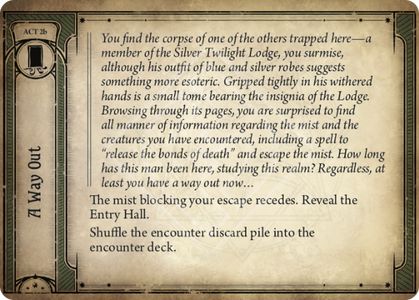 ACT 2b
A Way Out
You find the corpse of one of the others trapped here—a
member of the Silver Twilight Lodge, you surmise,
although his outfit of blue and silver robes suggests
something more esoteric. Gripped tightly in his withered
hands is a small tome bearing the insignia of the Lodge.
Browsing through its pages, you are surprised to find
all manner of information regarding the mist and the
creatures you have encountered, including a spell to
“release the bonds of death” and escape the mist. How long
has this man been here, studying this realm? Regardless, at
least you have a way out now…
The mist blocking your escape recedes. Reveal the
Entry Hall.
Shuffle the encounter discard pile into the
encounter deck.